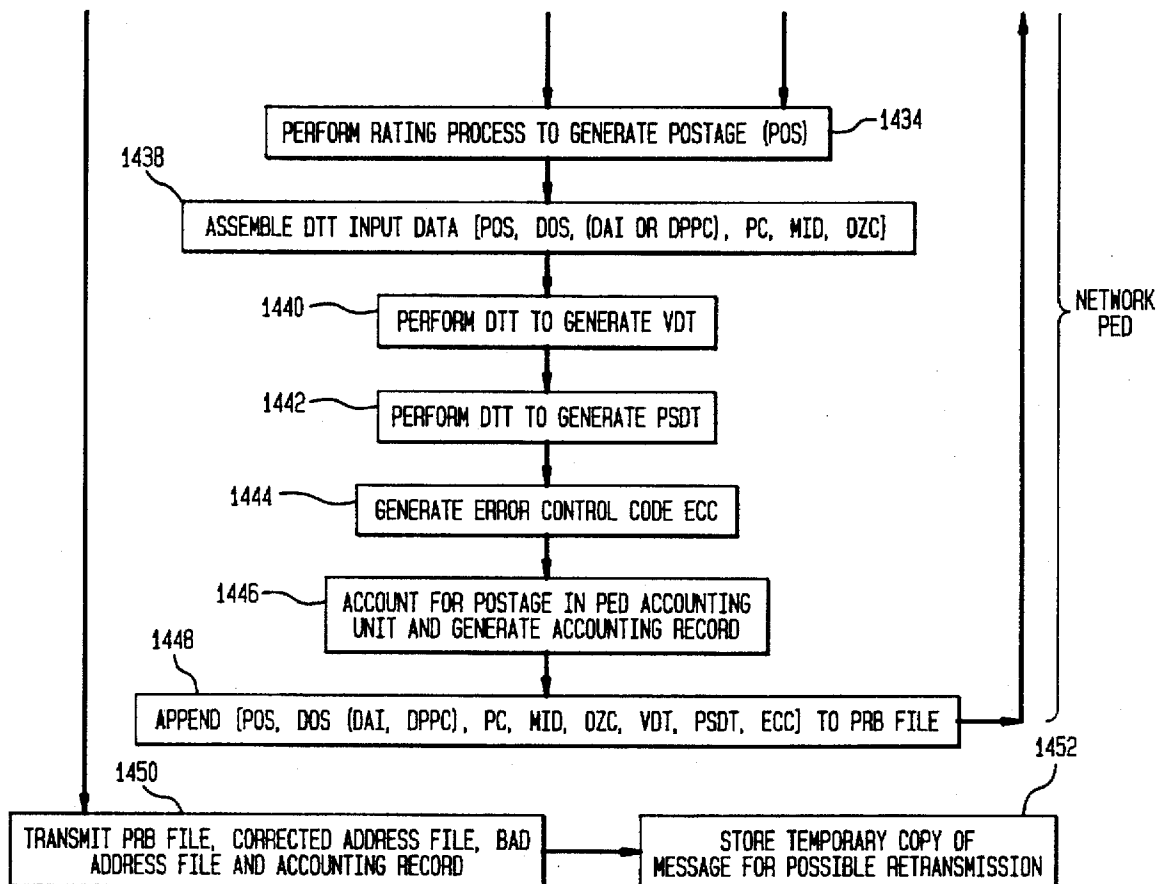 PERFORM RATING PROCESS TO GENERATE POSTAGE (POS)
1434
1438
ASSEMBLE DTT INPUT DATA [POS, DOS, (DAI OR DPPC), PC, MID, OZC]
1440
PERFORM DTT TO GENERATE VDT
NETWORK
PED
1442
PERFORM DTT TO GENERATE PSDT
1444
GENERATE ERROR CONTROL CODE ECC
1446
ACCOUNT FOR POSTAGE IN PED ACCOUNTING
UNIT AND GENERATE ACCOUNTING RECORD
1448
APPEND [POS, DOS (DAI, DPPC), PC, MID, OZC, VDT, PSDT, ECC] TO PRB FILE
1450
TRANSMIT PRB FILE, CORRECTED ADDRESS FILE, BAD
ADDRESS FILE AND ACCOUNTING RECORD
1452
STORE TEMPORARY COPY OF
MESSAGE FOR POSSIBLE RETRANSMISSION